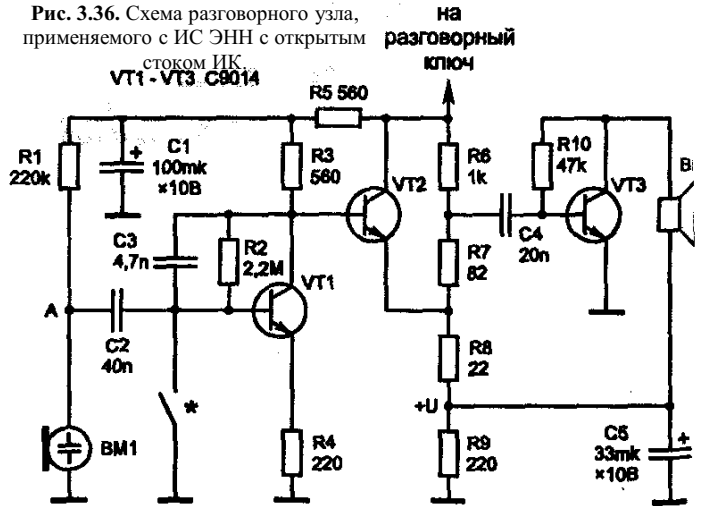 Рис. 3.36. Схема разговорного узла,
применяемого с ИС ЭНН с открытым
стоком ИК.
на
разговорный
ключ
VT1 - VT3 C9014
R5 560
R1
220k
C1
100mk
×10В
R3
560
R6
1k
R10
47k
VT2
VT3
C3
4,7n
R2
2,2M
C4
20n
R7
82
VT1
A
C2
40n
R8
22
*
+U
BM1
R4
220
R9
220
C5
33mk
×10В